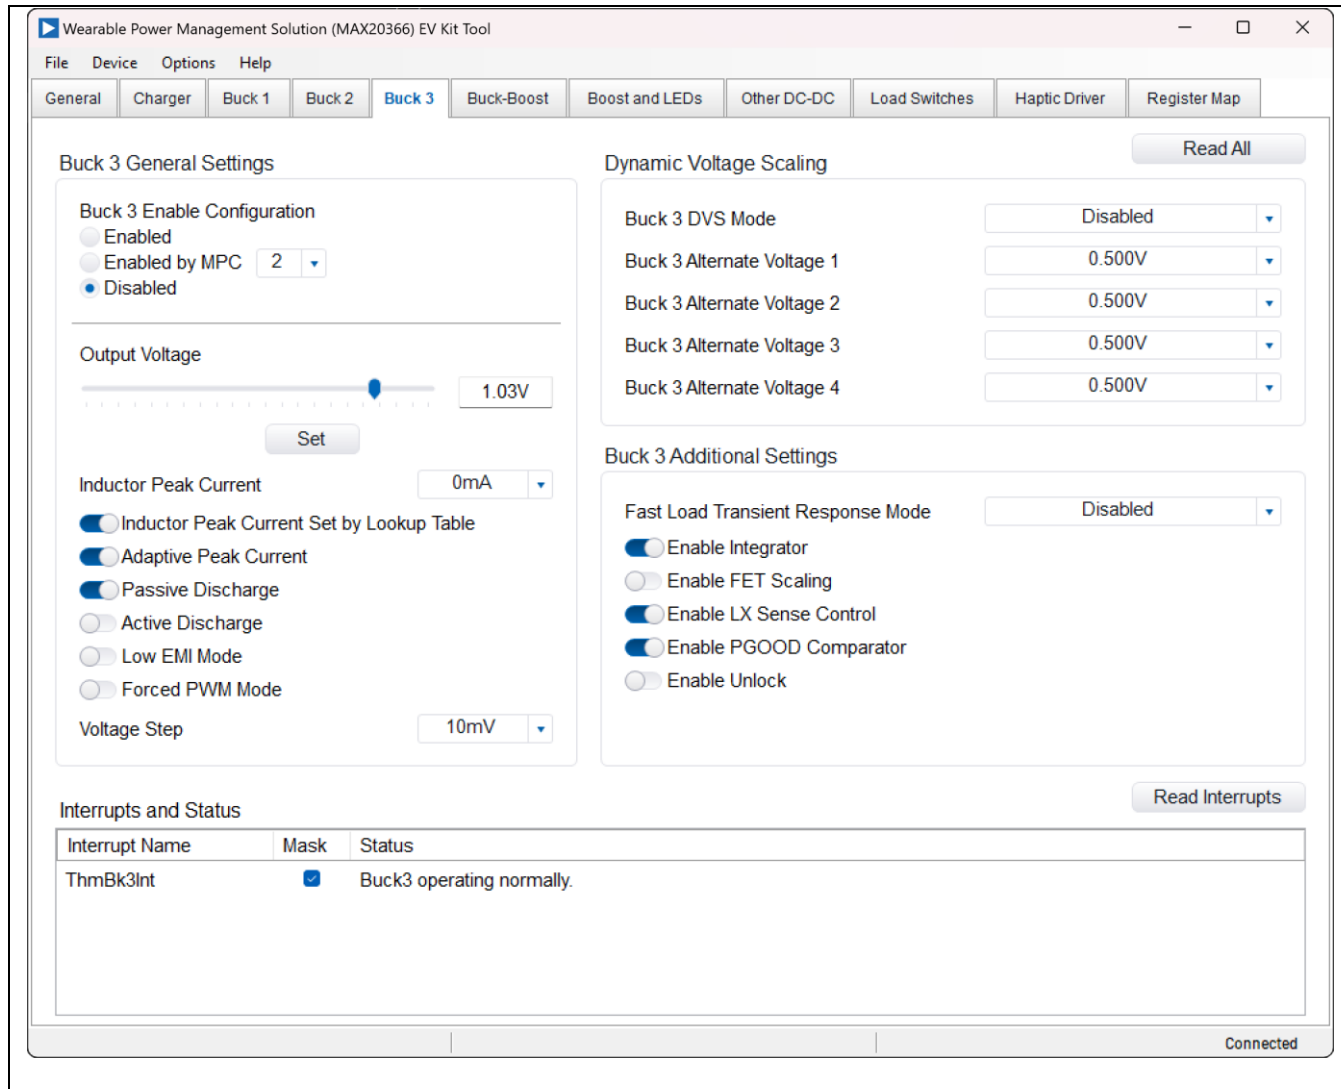 Wearable Power Management Solution (MAX20366) EV Kit Tool
File Device Options Help
General Charger Buck 1 Buck 2 Buck 3 Buck-Boost Boost and LEDs Other DC-DC Load Switches Haptic Driver Register Map
Read All
Buck 3 General Settings
Buck 3 Enable Configuration
Enabled
Enabled by MPC 2
Disabled
Output Voltage
1.03V
Set
Inductor Peak Current 0mA
Inductor Peak Current Set by Lookup Table
Adaptive Peak Current
Passive Discharge
Active Discharge
Low EMI Mode
Forced PWM Mode
Voltage Step 10mV
Dynamic Voltage Scaling
Buck 3 DVS Mode Disabled
Buck 3 Alternate Voltage 1 0.500V
Buck 3 Alternate Voltage 2 0.500V
Buck 3 Alternate Voltage 3 0.500V
Buck 3 Alternate Voltage 4 0.500V
Buck 3 Additional Settings
Fast Load Transient Response Mode Disabled
Enable Integrator
Enable FET Scaling
Enable LX Sense Control
Enable PGOOD Comparator
Enable Unlock
Read Interrupts
Interrupts and Status
Interrupt Name Mask Status
ThmBk3Int Buck3 operating normally.
Connected